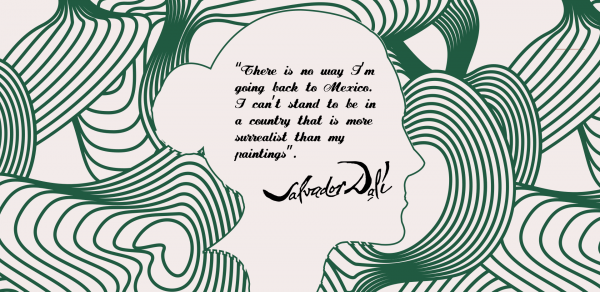 "There is no way I'm
going back to Mexico.
I can't stand to be in
a country that is more
surrealist than my
paintings".
Salvador Dalí